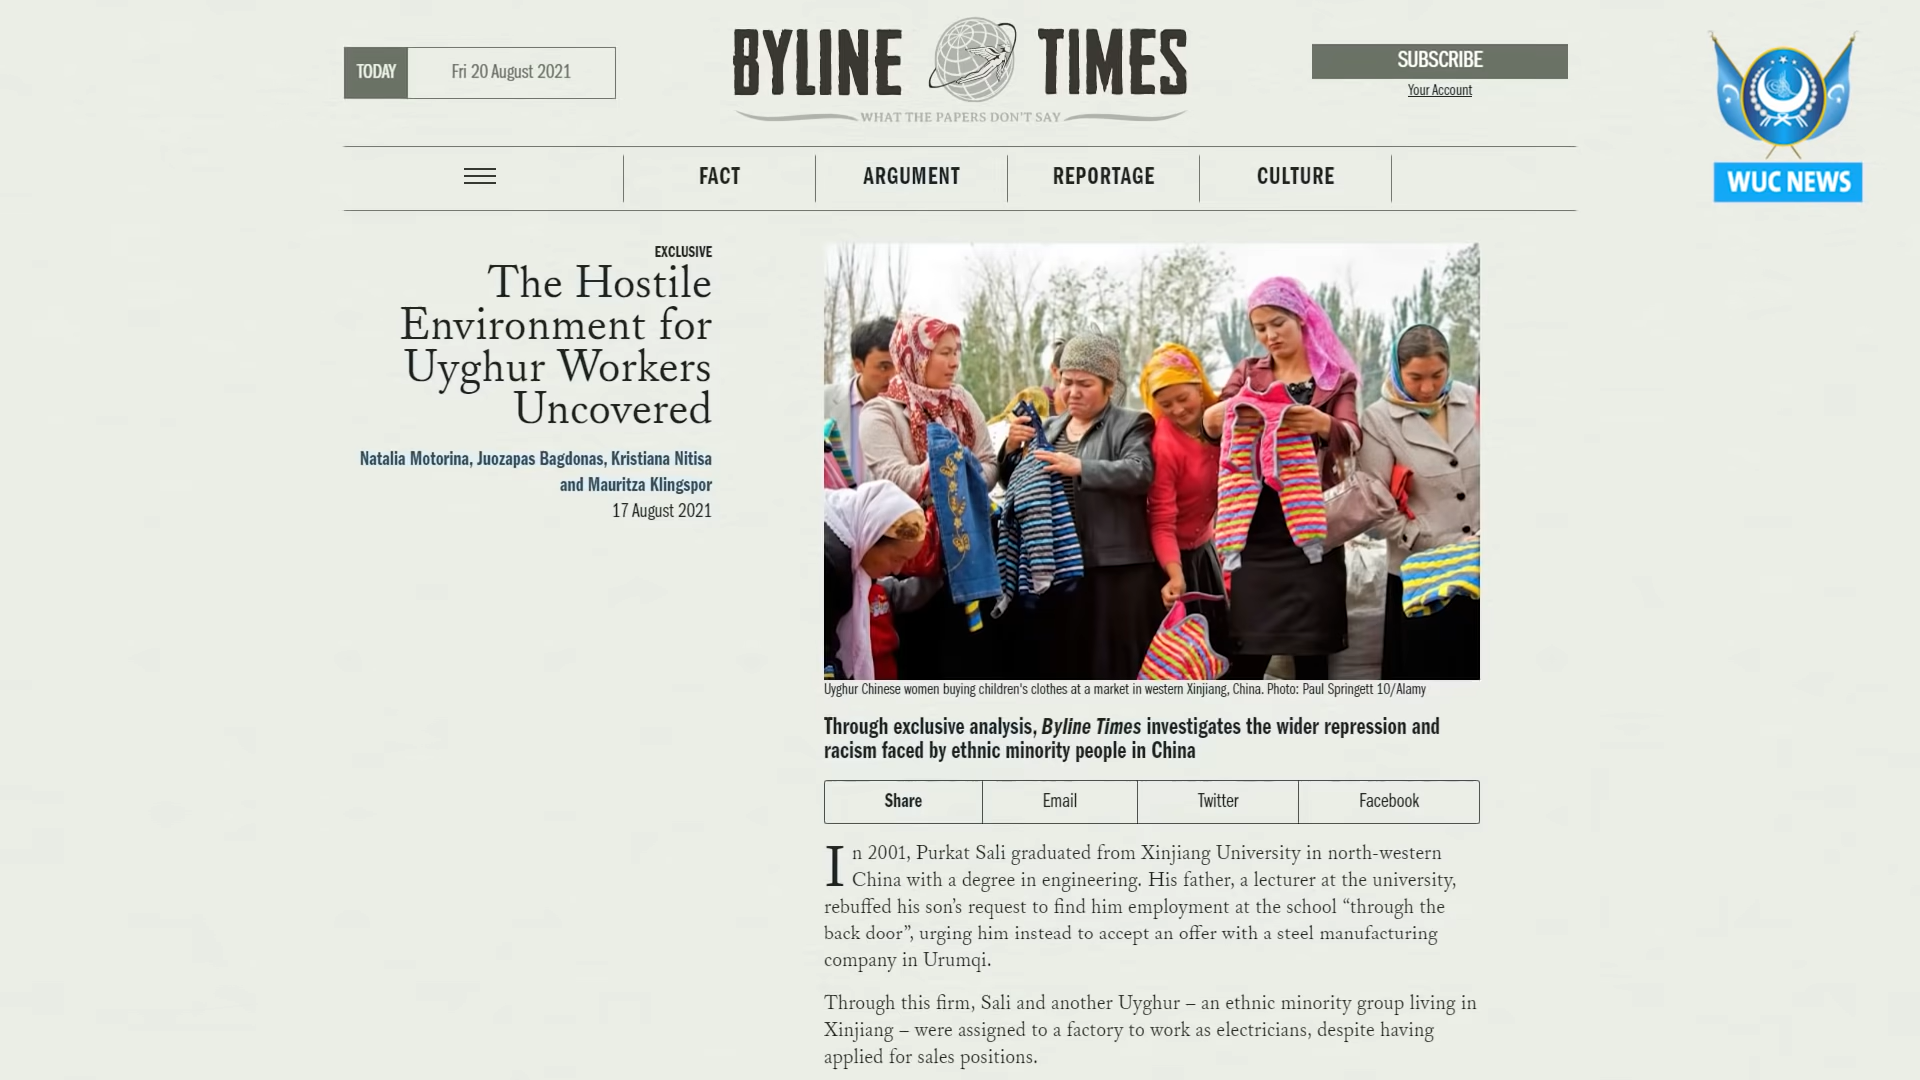 TODAY
Fri 20 August 2021
BYLINE TIMES
WHAT THE PAPERS DON'T SAY
SUBSCRIBE
Your Account
WUC NEWS
FACT
ARGUMENT
REPORTAGE
CULTURE
EXCLUSIVE
The Hostile
Environment for
Uyghur Workers
Uncovered
Natalia Motorina, Juozapas Bagdonas, Kristiana Nitisa
and Mauritza Klingspor
17 August 2021
Uyghur Chinese women buying children's clothes at a market in western Xinjiang, China. Photo: Paul Springett 10/Alamy
Through exclusive analysis, Byline Times investigates the wider repression and
racism faced by ethnic minority people in China
Share
Email
Twitter
Facebook
In 2001, Purkat Sali graduated from Xinjiang University in north-western
China with a degree in engineering. His father, a lecturer at the university,
rebuffed his son’s request to find him employment at the school “through the
back door”, urging him instead to accept an offer with a steel manufacturing
company in Urumqi.
Through this firm, Sali and another Uyghur – an ethnic minority group living in
Xinjiang – were assigned to a factory to work as electricians, despite having
applied for sales positions.